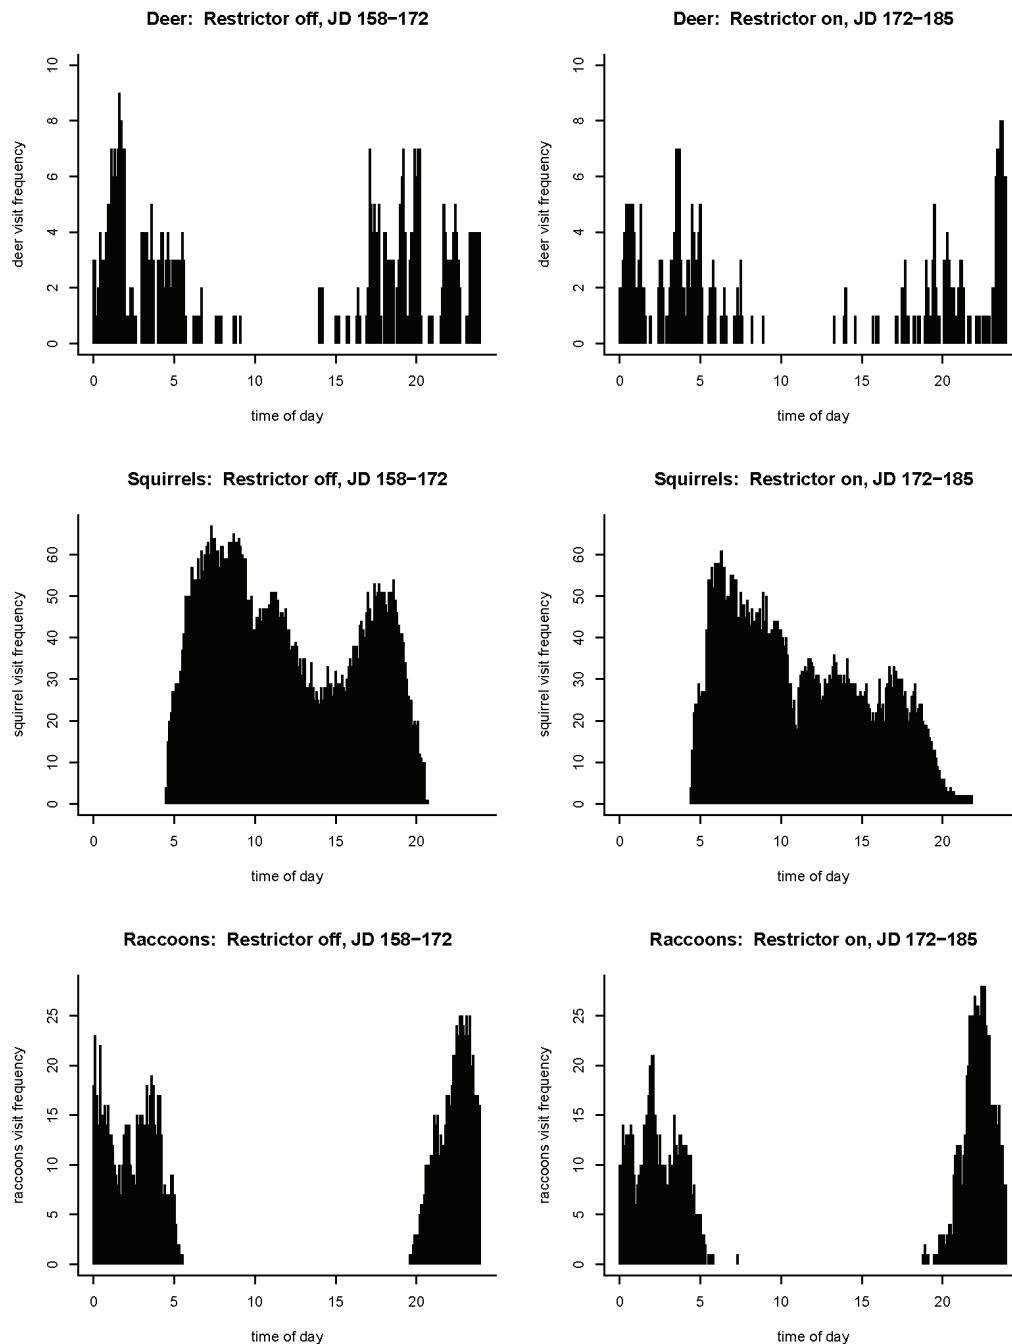 Deer:  Restrictor off, JD 158−172
deer visit frequency
10
8
6
4
2
0
0 5 10 15 20
time of day
Deer:  Restrictor on, JD 172−185
deer visit frequency
10
8
6
4
2
0
0 5 10 15 20
time of day
Squirrels:  Restrictor off, JD 158−172
squirrel visit frequency
60
50
40
30
20
10
0
0 5 10 15 20
time of day
Squirrels:  Restrictor on, JD 172−185
squirrel visit frequency
60
50
40
30
20
10
0
0 5 10 15 20
time of day
Raccoons:  Restrictor off, JD 158−172
raccoons visit frequency
25
20
15
10
5
0
0 5 10 15 20
time of day
Raccoons:  Restrictor on, JD 172−185
raccoons visit frequency
25
20
15
10
5
0
0 5 10 15 20
time of day